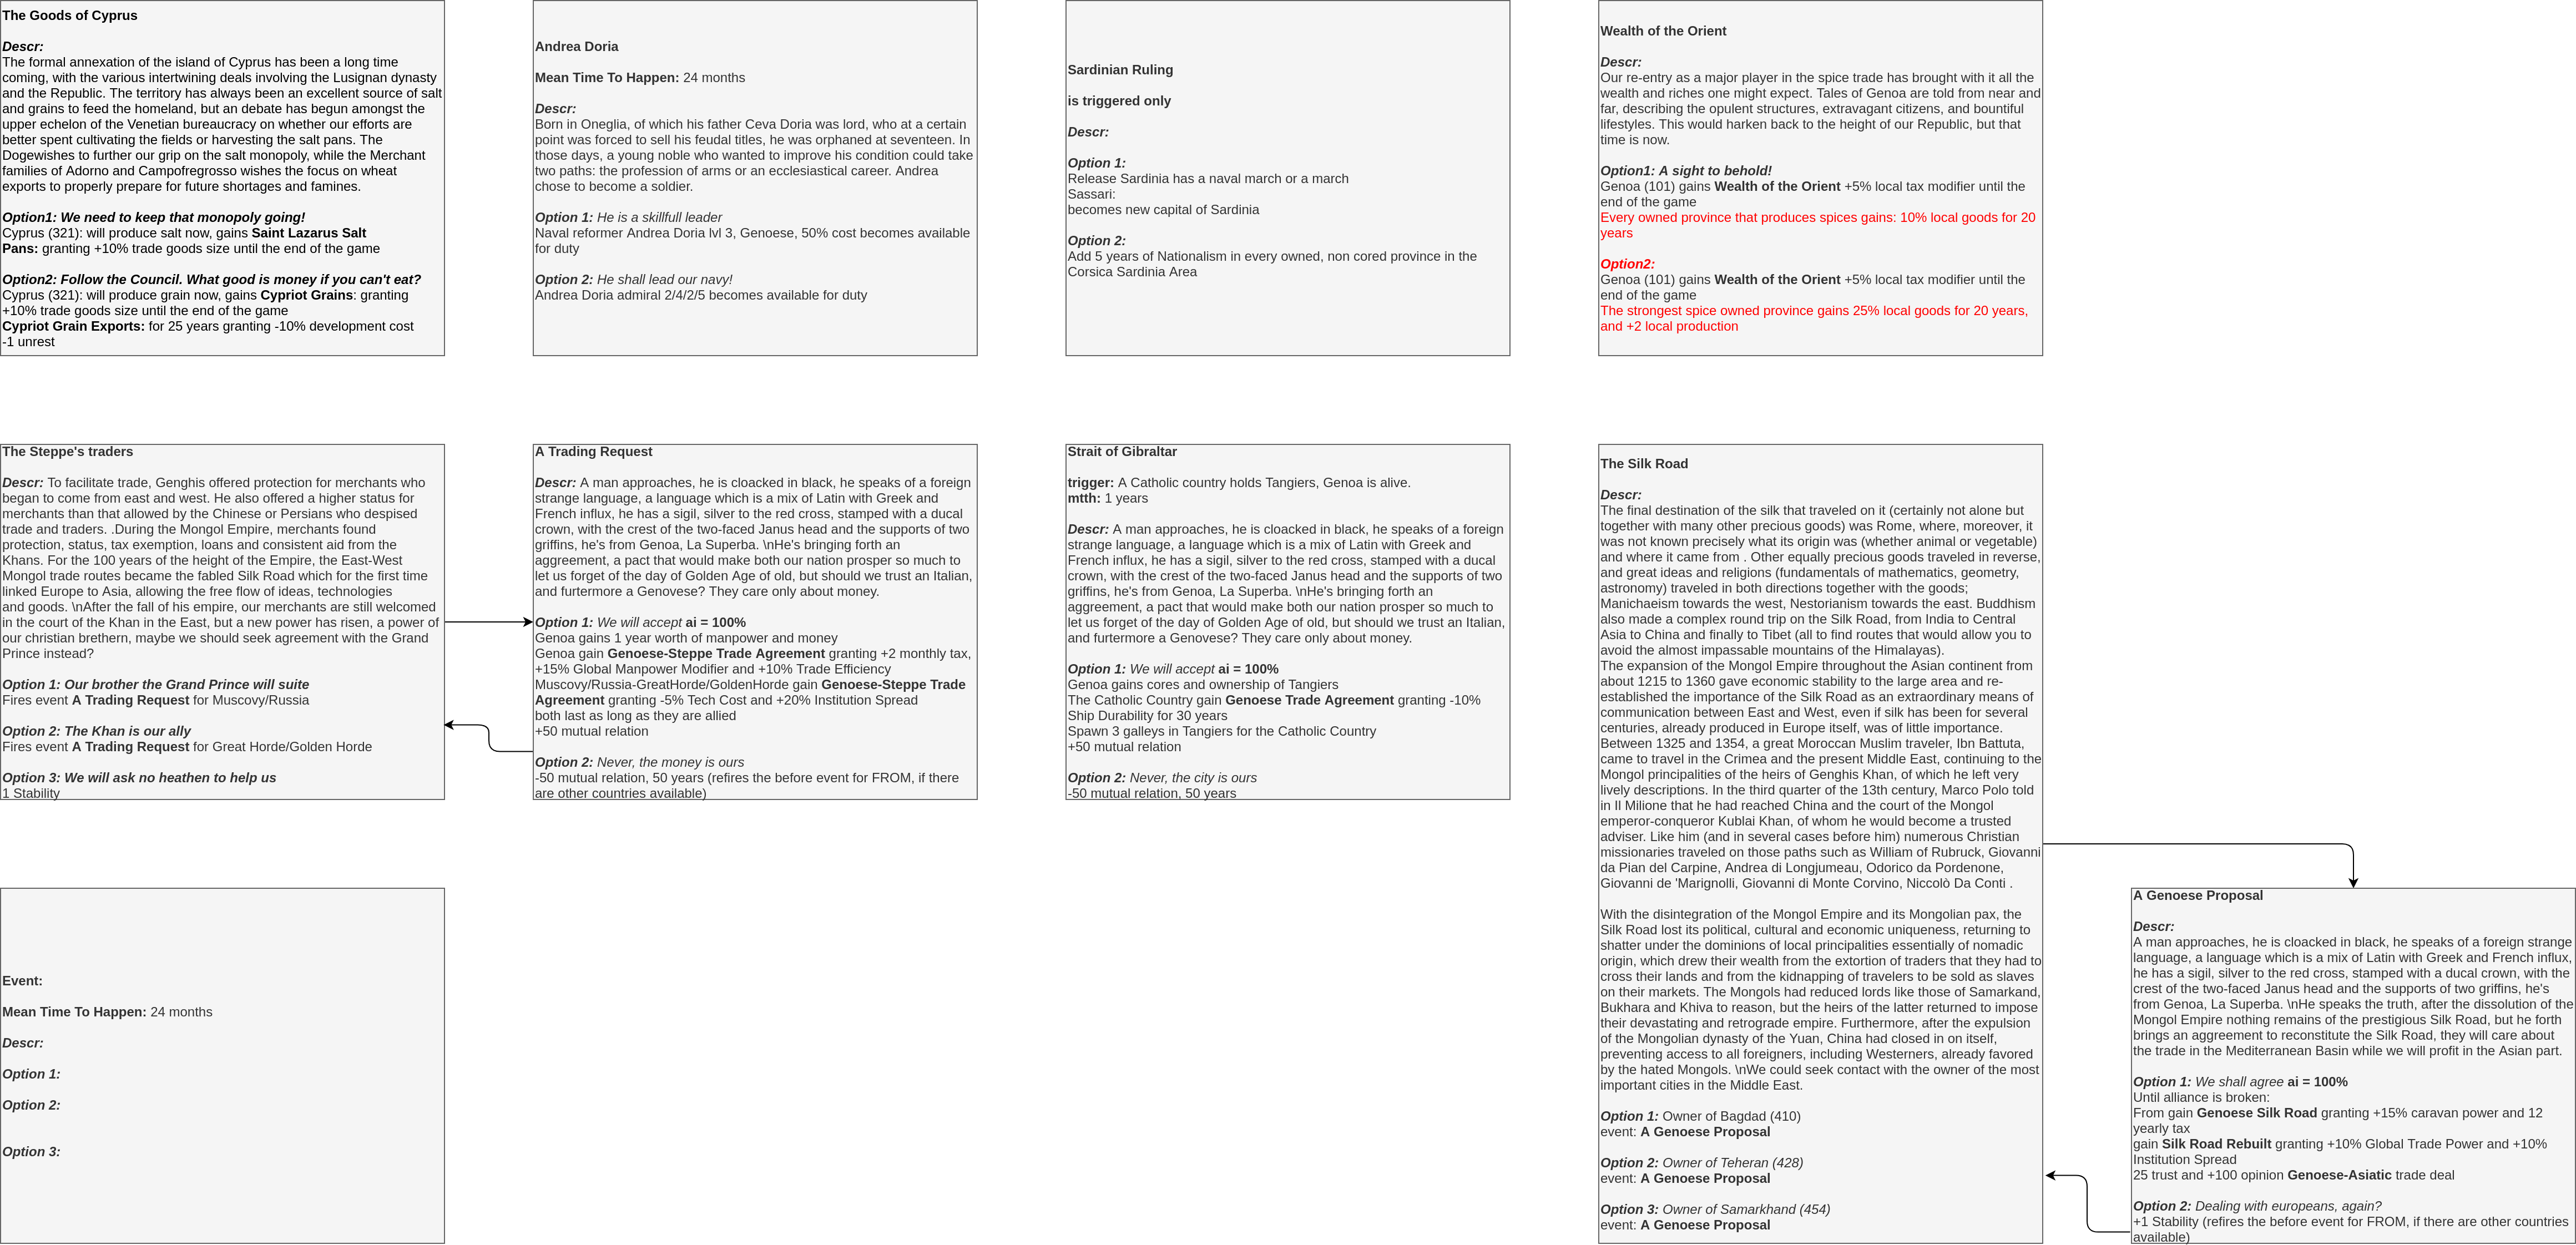 The Goods of Cyprus
Descr:
The formal annexation of the island of Cyprus has been a long time
coming, with the various intertwining deals involving the Lusignan dynasty
and the Republic. The territory has always been an excellent source of salt
and grains to feed the homeland, but an debate has begun amongst the
upper echelon of the Venetian bureaucracy on whether our efforts are
better spent cultivating the fields or harvesting the salt pans. The
Dogewishes to further our grip on the salt monopoly, while the Merchant
families of Adorno and Campofregrosso wishes the focus on wheat
exports to properly prepare for future shortages and famines.
Option1: We need to keep that monopoly going!
Cyprus (321): will produce salt now, gains Saint Lazarus Salt
Pans: granting +10% trade goods size until the end of the game
Option2: Follow the Council. What good is money if you can't eat?
Cyprus (321): will produce grain now, gains Cypriot Grains: granting
+10% trade goods size until the end of the game
Cypriot Grain Exports: for 25 years granting -10% development cost
-1 unrest
Andrea Doria
Mean Time To Happen: 24 months
Descr:
Born in Oneglia, of which his father Ceva Doria was lord, who at a certain
point was forced to sell his feudal titles, he was orphaned at seventeen. In
those days, a young noble who wanted to improve his condition could take
two paths: the profession of arms or an ecclesiastical career. Andrea
chose to become a soldier.
Option 1: He is a skillfull leader
Naval reformer Andrea Doria lvl 3, Genoese, 50% cost becomes available
for duty
Option 2: He shall lead our navy!
Andrea Doria admiral 2/4/2/5 becomes available for duty
Sardinian Ruling
is triggered only
Descr:
Option 1:
Release Sardinia has a naval march or a march
Sassari:
becomes new capital of Sardinia
Option 2:
Add 5 years of Nationalism in every owned, non cored province in the
Corsica Sardinia Area
Wealth of the Orient
Descr:
Our re-entry as a major player in the spice trade has brought with it all the
wealth and riches one might expect. Tales of Genoa are told from near and
far, describing the opulent structures, extravagant citizens, and bountiful
lifestyles. This would harken back to the height of our Republic, but that
time is now.
Option1: A sight to behold!
Genoa (101) gains Wealth of the Orient +5% local tax modifier until the
end of the game
Every owned province that produces spices gains: 10% local goods for 20
years
Option2:
Genoa (101) gains Wealth of the Orient +5% local tax modifier until the
end of the game
The strongest spice owned province gains 25% local goods for 20 years,
and +2 local production
The Steppe's traders
Descr: To facilitate trade, Genghis offered protection for merchants who
began to come from east and west. He also offered a higher status for
merchants than that allowed by the Chinese or Persians who despised
trade and traders. .During the Mongol Empire, merchants found
protection, status, tax exemption, loans and consistent aid from the
Khans. For the 100 years of the height of the Empire, the East-West
Mongol trade routes became the fabled Silk Road which for the first time
linked Europe to Asia, allowing the free flow of ideas, technologies
and goods. \nAfter the fall of his empire, our merchants are still welcomed
in the court of the Khan in the East, but a new power has risen, a power of
our christian brethern, maybe we should seek agreement with the Grand
Prince instead?
Option 1: Our brother the Grand Prince will suite
Fires event A Trading Request for Muscovy/Russia
Option 2: The Khan is our ally
Fires event A Trading Request for Great Horde/Golden Horde
Option 3: We will ask no heathen to help us
1 Stability
A Trading Request
Descr: A man approaches, he is cloacked in black, he speaks of a foreign
strange language, a language which is a mix of Latin with Greek and
French influx, he has a sigil, silver to the red cross, stamped with a ducal
crown, with the crest of the two-faced Janus head and the supports of two
griffins, he's from Genoa, La Superba. \nHe's bringing forth an
aggreement, a pact that would make both our nation prosper so much to
let us forget of the day of Golden Age of old, but should we trust an Italian,
and furtermore a Genovese? They care only about money.
Option 1: We will accept ai = 100%
Genoa gains 1 year worth of manpower and money
Genoa gain Genoese-Steppe Trade Agreement granting +2 monthly tax,
+15% Global Manpower Modifier and +10% Trade Efficiency
Muscovy/Russia-GreatHorde/GoldenHorde gain Genoese-Steppe Trade
Agreement granting -5% Tech Cost and +20% Institution Spread
both last as long as they are allied
+50 mutual relation
Option 2: Never, the money is ours
-50 mutual relation, 50 years (refires the before event for FROM, if there
are other countries available)
Strait of Gibraltar
trigger: A Catholic country holds Tangiers, Genoa is alive.
mtth: 1 years
Descr: A man approaches, he is cloacked in black, he speaks of a foreign
strange language, a language which is a mix of Latin with Greek and
French influx, he has a sigil, silver to the red cross, stamped with a ducal
crown, with the crest of the two-faced Janus head and the supports of two
griffins, he's from Genoa, La Superba. \nHe's bringing forth an
aggreement, a pact that would make both our nation prosper so much to
let us forget of the day of Golden Age of old, but should we trust an Italian,
and furtermore a Genovese? They care only about money.
Option 1: We will accept ai = 100%
Genoa gains cores and ownership of Tangiers
The Catholic Country gain Genoese Trade Agreement granting -10%
Ship Durability for 30 years
Spawn 3 galleys in Tangiers for the Catholic Country
+50 mutual relation
Option 2: Never, the city is ours
-50 mutual relation, 50 years
The Silk Road
Descr:
The final destination of the silk that traveled on it (certainly not alone but
together with many other precious goods) was Rome, where, moreover, it
was not known precisely what its origin was (whether animal or vegetable)
and where it came from . Other equally precious goods traveled in reverse,
and great ideas and religions (fundamentals of mathematics, geometry,
astronomy) traveled in both directions together with the goods;
Manichaeism towards the west, Nestorianism towards the east. Buddhism
also made a complex round trip on the Silk Road, from India to Central
Asia to China and finally to Tibet (all to find routes that would allow you to
avoid the almost impassable mountains of the Himalayas).
The expansion of the Mongol Empire throughout the Asian continent from
about 1215 to 1360 gave economic stability to the large area and re-
established the importance of the Silk Road as an extraordinary means of
communication between East and West, even if silk has been for several
centuries, already produced in Europe itself, was of little importance.
Between 1325 and 1354, a great Moroccan Muslim traveler, Ibn Battuta,
came to travel in the Crimea and the present Middle East, continuing to the
Mongol principalities of the heirs of Genghis Khan, of which he left very
lively descriptions. In the third quarter of the 13th century, Marco Polo told
in Il Milione that he had reached China and the court of the Mongol
emperor-conqueror Kublai Khan, of whom he would become a trusted
adviser. Like him (and in several cases before him) numerous Christian
missionaries traveled on those paths such as William of Rubruck, Giovanni
da Pian del Carpine, Andrea di Longjumeau, Odorico da Pordenone,
Giovanni de 'Marignolli, Giovanni di Monte Corvino, Niccolò Da Conti .
With the disintegration of the Mongol Empire and its Mongolian pax, the
Silk Road lost its political, cultural and economic uniqueness, returning to
shatter under the dominions of local principalities essentially of nomadic
origin, which drew their wealth from the extortion of traders that they had to
cross their lands and from the kidnapping of travelers to be sold as slaves
on their markets. The Mongols had reduced lords like those of Samarkand,
Bukhara and Khiva to reason, but the heirs of the latter returned to impose
their devastating and retrograde empire. Furthermore, after the expulsion
of the Mongolian dynasty of the Yuan, China had closed in on itself,
preventing access to all foreigners, including Westerners, already favored
by the hated Mongols. \nWe could seek contact with the owner of the most
important cities in the Middle East.
Option 1: Owner of Bagdad (410)
event: A Genoese Proposal
Option 2: Owner of Teheran (428)
event: A Genoese Proposal
Option 3: Owner of Samarkhand (454)
event: A Genoese Proposal
A Genoese Proposal
Descr:
A man approaches, he is cloacked in black, he speaks of a foreign strange
language, a language which is a mix of Latin with Greek and French influx,
he has a sigil, silver to the red cross, stamped with a ducal crown, with the
crest of the two-faced Janus head and the supports of two griffins, he's
from Genoa, La Superba. \nHe speaks the truth, after the dissolution of the
Mongol Empire nothing remains of the prestigious Silk Road, but he forth
brings an aggreement to reconstitute the Silk Road, they will care about
the trade in the Mediterranean Basin while we will profit in the Asian part.
Option 1: We shall agree ai = 100%
Until alliance is broken:
From gain Genoese Silk Road granting +15% caravan power and 12
yearly tax
gain Silk Road Rebuilt granting +10% Global Trade Power and +10%
Institution Spread
25 trust and +100 opinion Genoese-Asiatic trade deal
Option 2: Dealing with europeans, again?
+1 Stability (refires the before event for FROM, if there are other countries
available)
Event:
Mean Time To Happen: 24 months
Descr:
Option 1:
Option 2:
Option 3: